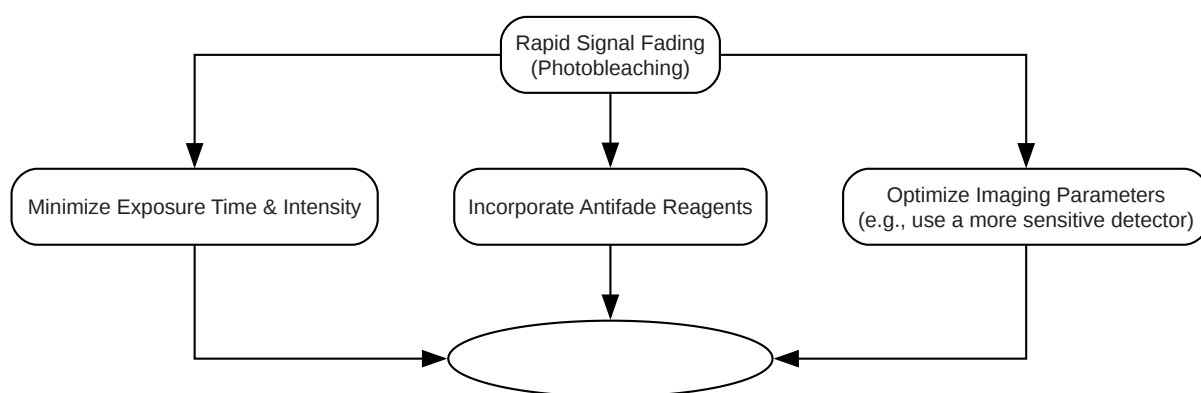 Rapid Signal Fading
(Photobleaching)
Minimize Exposure Time & Intensity
Incorporate Antifade Reagents
Optimize Imaging Parameters
(e.g., use a more sensitive detector)